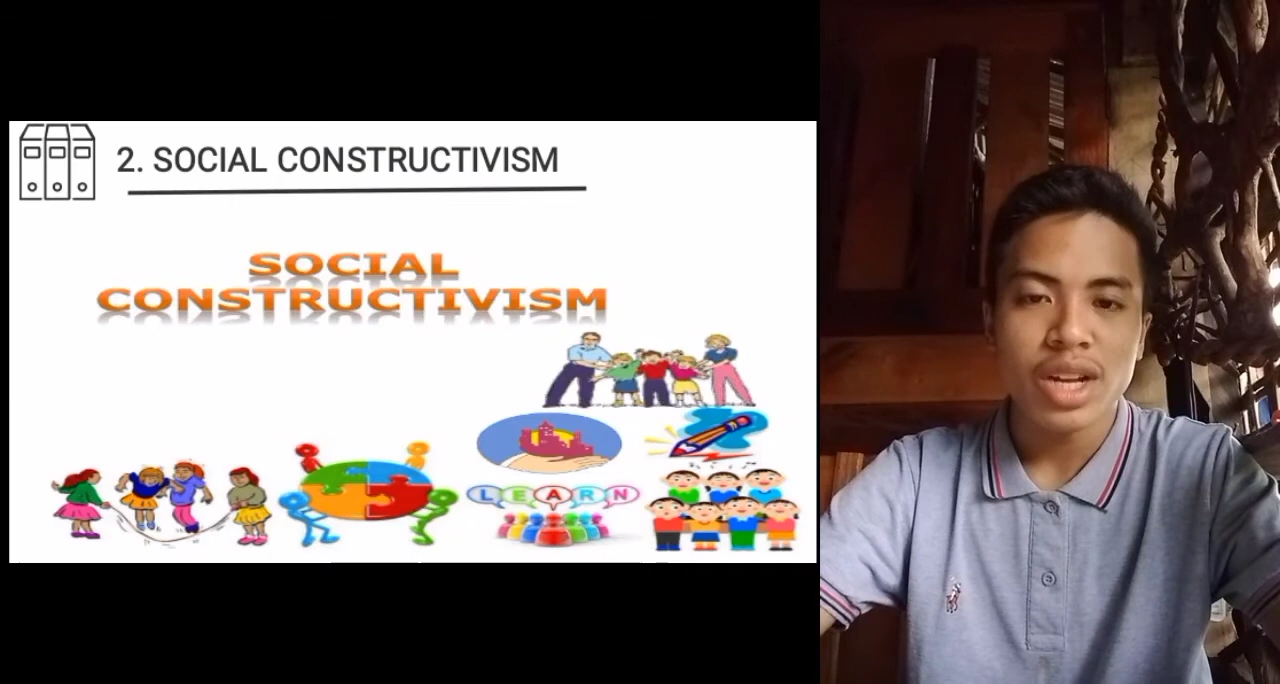 2. SOCIAL CONSTRUCTIVISM
SOCIAL
CONSTRUCTIVISM
LEARN